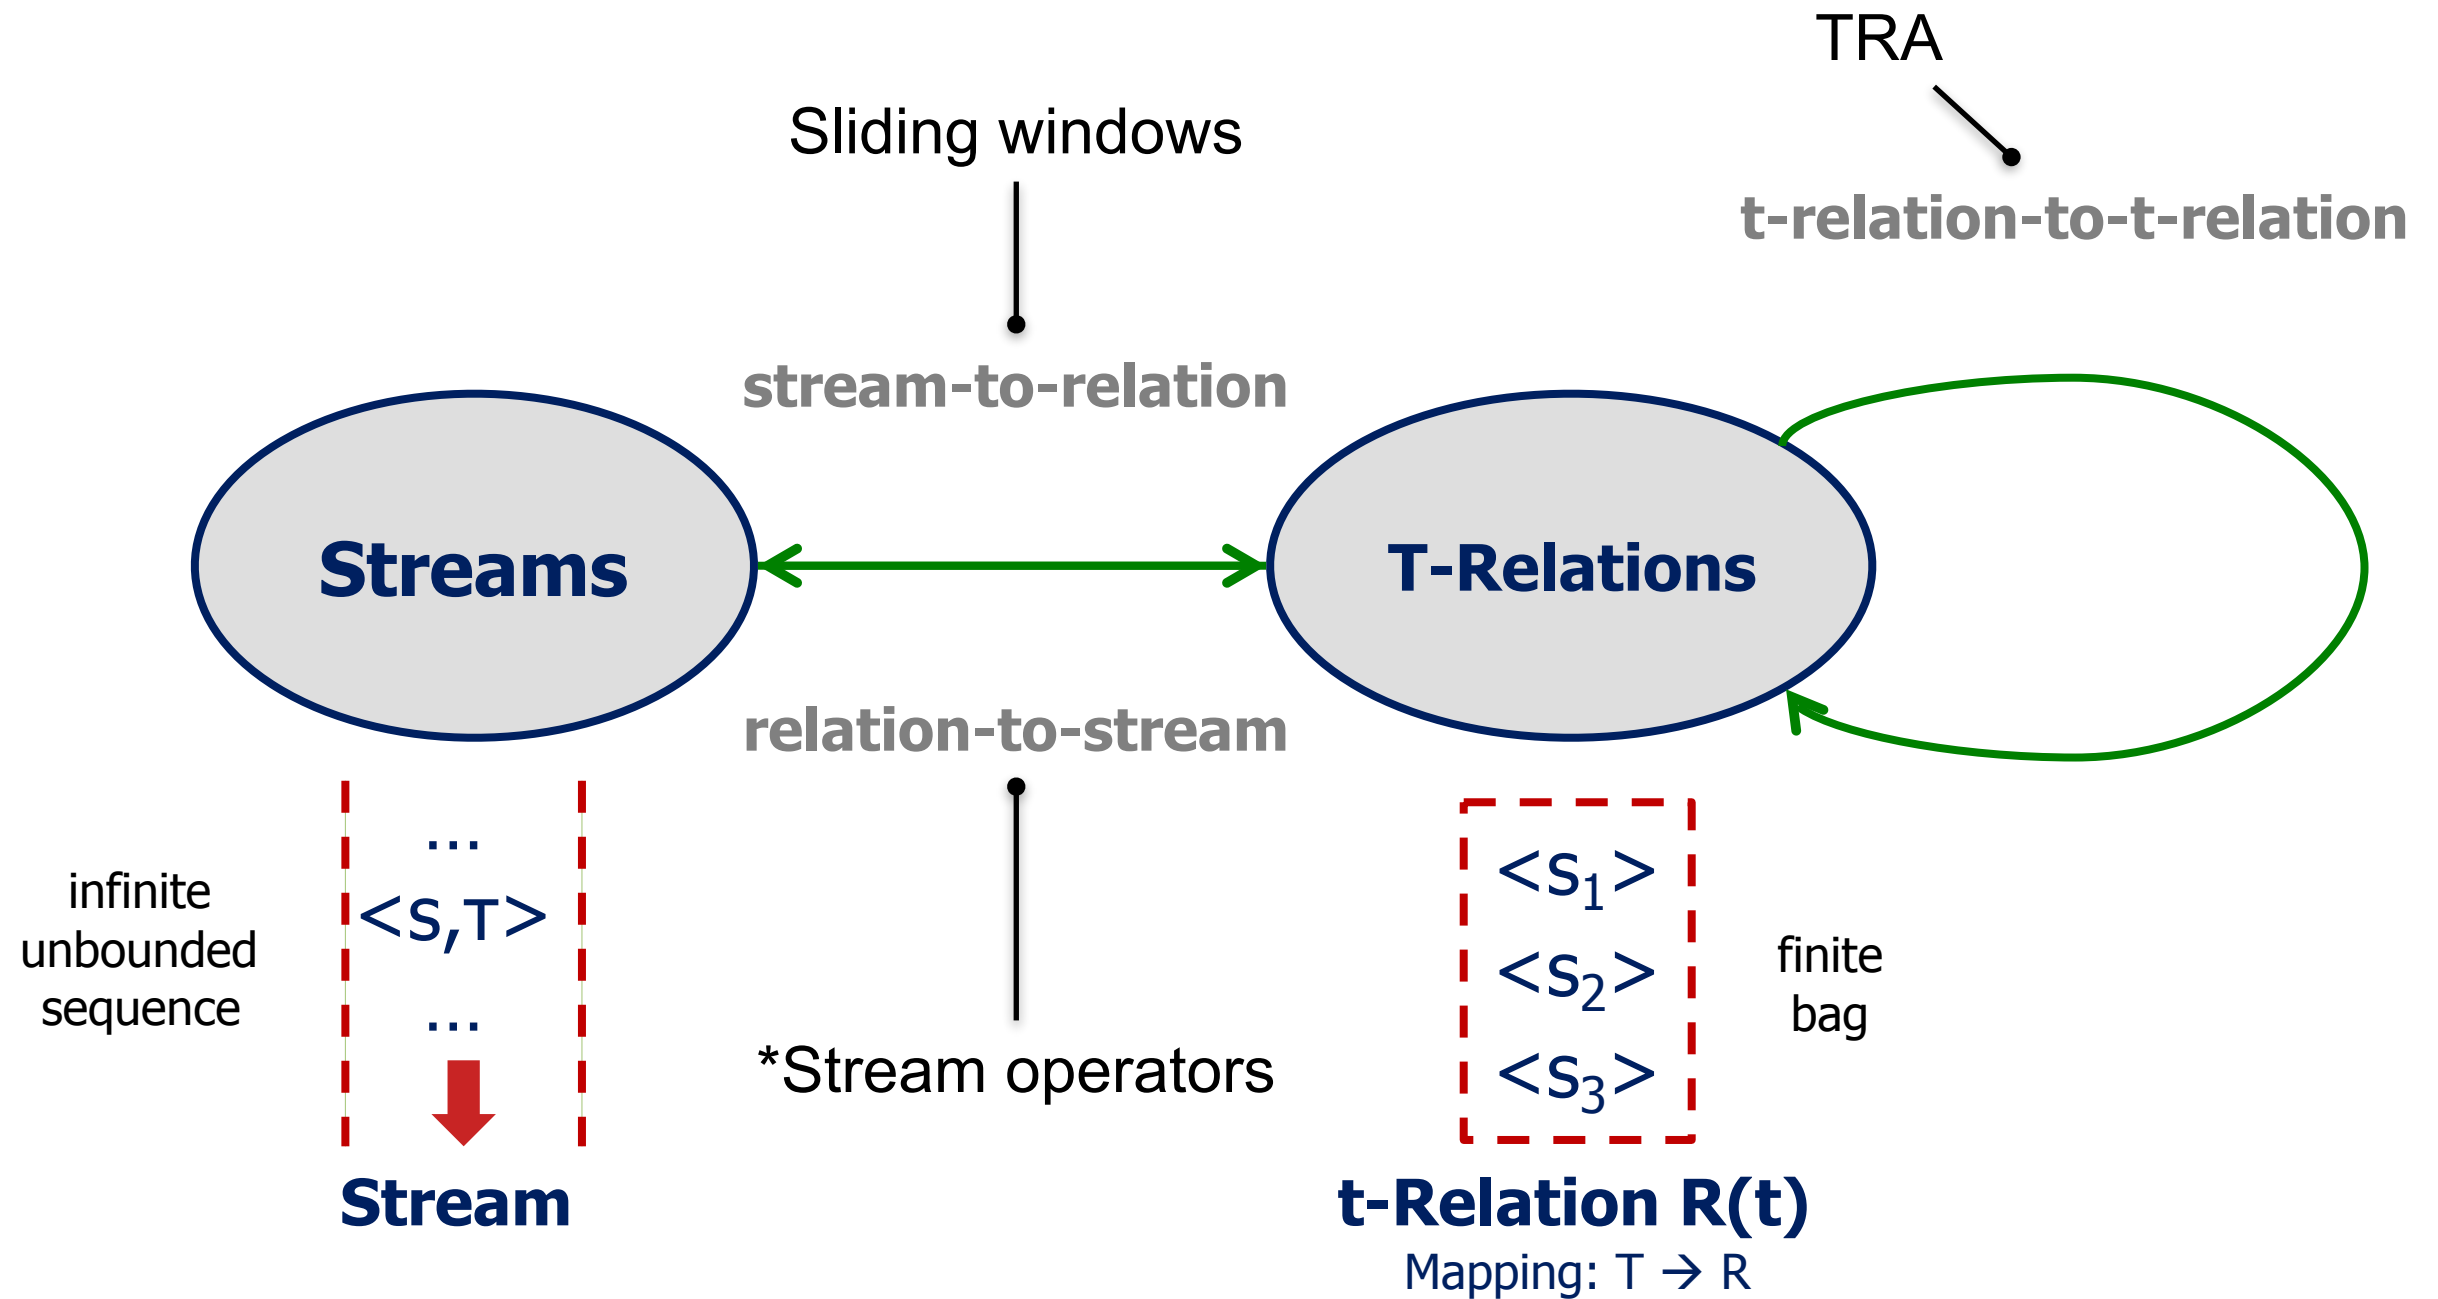 TRA
Sliding windows
t-relation-to-t-relation
stream-to-relation
Streams
T-Relations
relation-to-stream
...
<s,τ>
...
infinite
unbounded
sequence
Stream
*Stream operators
<s₁>
<s₂>
<s₃>
finite
bag
t-Relation R(t)
Mapping: T → R